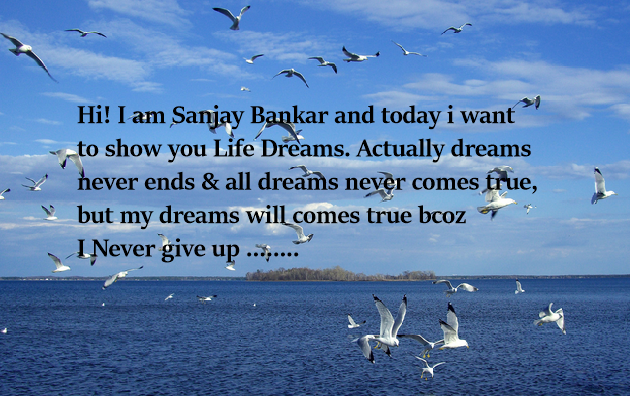 Hi! I am Sanjay Bankar and today i want
to show you Life Dreams. Actually dreams
never ends & all dreams never comes true,
but my dreams will comes true bcoz
I Never give up ........